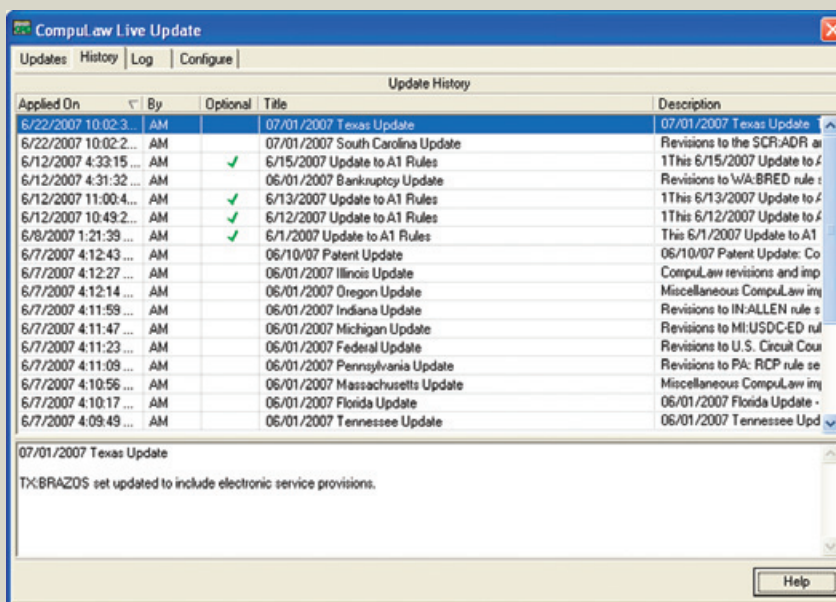 CompuLaw Live Update
Updates History Log Configure
Update History
Applied On By Optional Title Description
6/22/2007 10:02:3... AM 07/01/2007 Texas Update 07/01/2007 Texas Update
6/22/2007 10:02:2... AM 07/01/2007 South Carolina Update Revisions to the SCR:ADR
6/12/2007 4:33:15 ... AM ✓ 6/15/2007 Update to A1 Rules 1This 6/15/2007 Update to
6/12/2007 4:31:32 ... AM 06/01/2007 Bankruptcy Update Revisions to WA:BRED rule
6/12/2007 11:00:4... AM ✓ 6/13/2007 Update to A1 Rules 1This 6/13/2007 Update to
6/12/2007 10:49:2... AM ✓ 6/12/2007 Update to A1 Rules 1This 6/12/2007 Update to
6/8/2007 1:21:39 ... AM ✓ 6/1/2007 Update to A1 Rules This 6/1/2007 Update to A1
6/7/2007 4:12:43 ... AM 06/10/07 Patent Update 06/10/07 Patent Update: Co
6/7/2007 4:12:27 ... AM 06/01/2007 Illinois Update CompuLaw revisions and imp
6/7/2007 4:12:14 ... AM 06/01/2007 Oregon Update Miscellaneous CompuLaw imp
6/7/2007 4:11:59 ... AM 06/01/2007 Indiana Update Revisions to IN:ALLEN rule s
6/7/2007 4:11:47 ... AM 06/01/2007 Michigan Update Revisions to MI:USDC-ED rul
6/7/2007 4:11:23 ... AM 06/01/2007 Federal Update Revisions to U.S. Circuit Cour
6/7/2007 4:11:09 ... AM 06/01/2007 Pennsylvania Update Revisions to PA: RCP rule se
6/7/2007 4:10:56 ... AM 06/01/2007 Massachusetts Update Miscellaneous CompuLaw imp
6/7/2007 4:10:17 ... AM 06/01/2007 Florida Update 06/01/2007 Florida Update -
6/7/2007 4:09:49 ... AM 06/01/2007 Tennessee Update 06/01/2007 Tennessee Upd
07/01/2007 Texas Update
TX:BRAZOS set updated to include electronic service provisions.
Help